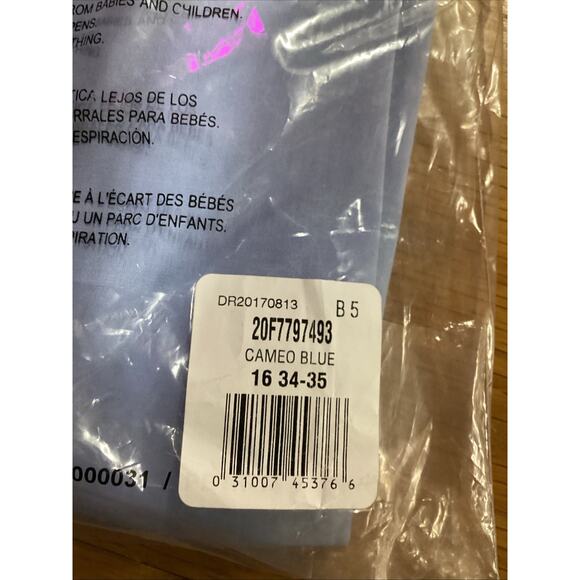 FROM BABIES AND CHILDREN.
PENS.
THING.
TICA LEJOS DE LOS
RRALES PARA BEBÉS.
ESPIRACIÓN.
E À L'ÉCART DES BÉBÉS
U UN PARC D'ENFANTS.
PIRATION.
DR20170813 B 5
20F7797493
CAMEO BLUE
16 34-35
000031 /
0 31007 45376 6